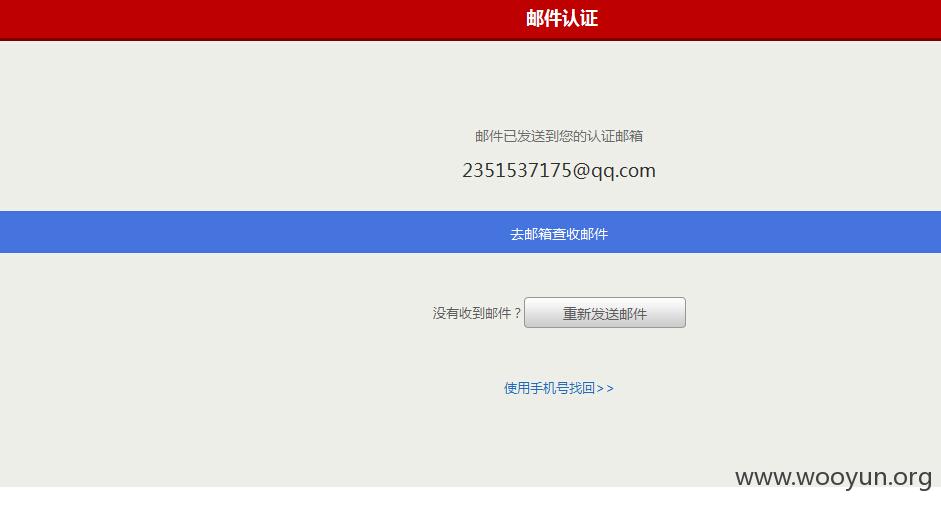 邮件认证
邮件已发送到您的认证邮箱
2351537175@qq.com
去邮箱查收邮件
没有收到邮件？ 重新发送邮件
使用手机号找回>>
www.wooyun.org